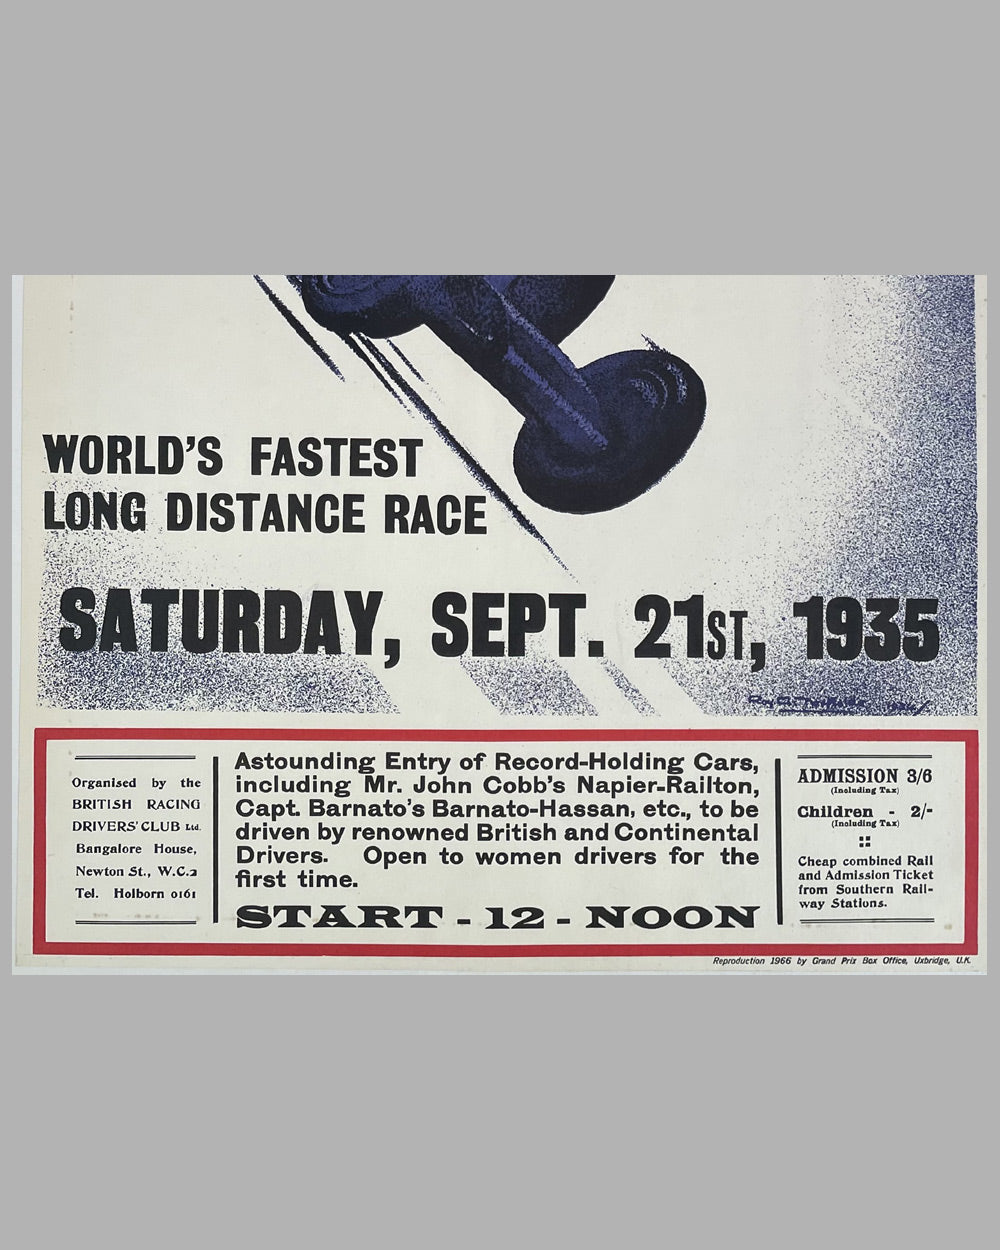 WORLD'S FASTEST
LONG DISTANCE RACE
SATURDAY, SEPT. 21ST, 1935
Organised by the
BRITISH RACING
DRIVERS' CLUB Ltd.
Bangalore House,
Newton St., W.C.2
Tel. Holborn 0161
Astounding Entry of Record-Holding Cars,
including Mr. John Cobb's Napier-Railton,
Capt. Barnato's Barnato-Hassan, etc., to be
driven by renowned British and Continental
Drivers. Open to women drivers for the
first time.
START - 12 - NOON
ADMISSION 3/6
(Including Tax)
Children - 2/-
(Including Tax)
Cheap combined Rail
and Admission Ticket
from Southern Rail-
way Stations.
Reproduction 1966 by Grand Prix Box Office, Uxbridge, U.K.